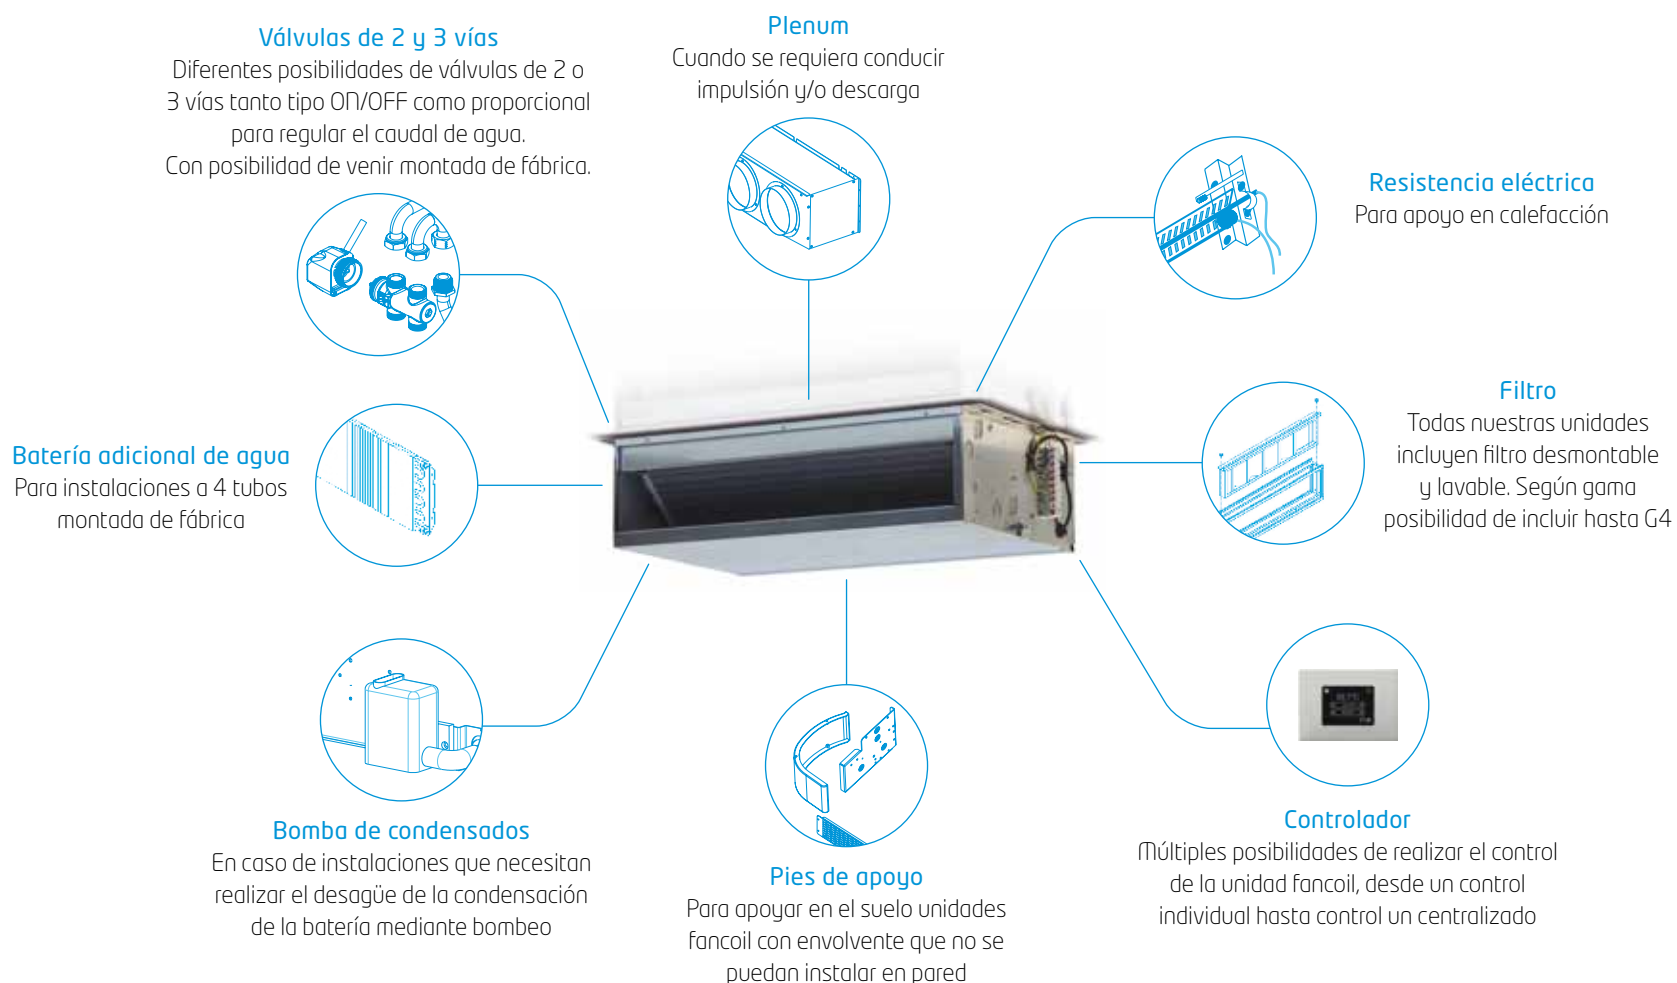 Válvulas de 2 y 3 vías
Diferentes posibilidades de válvulas de 2 o
3 vías tanto tipo ON/OFF como proporcional
para regular el caudal de agua.
Con posibilidad de venir montada de fábrica.
Plenum
Cuando se requiera conducir
impulsión y/o descarga
Resistencia eléctrica
Para apoyo en calefacción
Batería adicional de agua
Para instalaciones a 4 tubos
montada de fábrica
Filtro
Todas nuestras unidades
incluyen filtro desmontable
y lavable. Según gama
posibilidad de incluir hasta G4
Bomba de condensados
En caso de instalaciones que necesitan
realizar el desagüe de la condensación
de la batería mediante bombeo
Pies de apoyo
Para apoyar en el suelo unidades
fancoil con envolvente que no se
puedan instalar en pared
Controlador
Múltiples posibilidades de realizar el control
de la unidad fancoil, desde un control
individual hasta control un centralizado